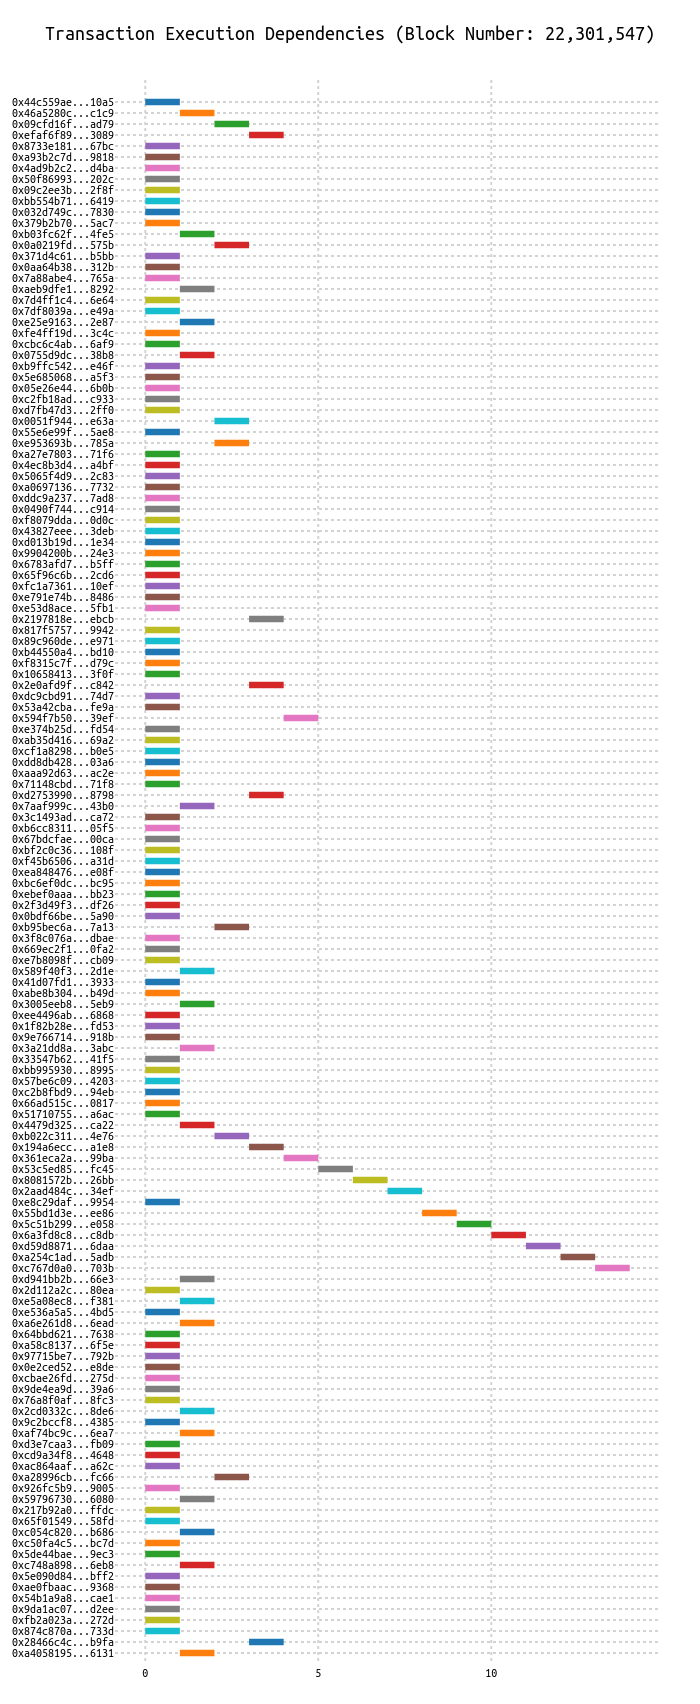 Transaction Execution Dependencies (Block Number: 22,301,547)
0x44c559ae...10a5
0x46a5280c...c1c9
0x09cfd16f...ad79
0xefaf6f89...3089
0x8733e181...67bc
0xa93b2c7d...9818
0x4ad9b2c2...d4ba
0x50f86993...202c
0x09c2ee3b...2f8f
0xbb554b71...6419
0x032d749c...7830
0x379b2b70...5ac7
0xb03fc62f...4fe5
0x0a0219fd...575b
0x371d4c61...b5bb
0x0aa64b38...312b
0x7a88abe4...765a
0xaeb9dfe1...8292
0x7d4ff1c4...6e64
0x7df8039a...e49a
0xe25e9163...2e87
0xfe4ff19d...3c4c
0xcbc6c4ab...6af9
0x0755d9dc...38b8
0xb9ffc542...e46f
0x5e685068...a5f3
0x05e26e44...6b0b
0xc2fb18ad...c933
0xd7fb47d3...2ff0
0x0051f944...e63a
0x55e6e99f...5ae8
0xe953693b...785a
0xa27e7803...71f6
0x4ec8b3d4...a4bf
0x5065f4d9...2c83
0xa0697136...7732
0xddc9a237...7ad8
0x0490f744...c914
0xf8079dda...0d0c
0x43827eee...3deb
0xd013b19d...1e34
0x9904200b...24e3
0x6783afd7...b5ff
0x65f96c6b...2cd6
0xfc1a7361...10ef
0xe791e74b...8486
0xe53d8ace...5fb1
0x2197818e...ebcb
0x817f5757...9942
0x89c960de...e971
0xb44550a4...bd10
0xf8315c7f...d79c
0x10658413...3f0f
0x2e0afd9f...c842
0xdc9cbd91...74d7
0x53a42cba...fe9a
0x594f7b50...39ef
0xe374b25d...fd54
0xab35d416...69a2
0xcf1a8298...b0e5
0xdd8db428...03a6
0xaaa92d63...ac2e
0x71148cbd...71f8
0xd2753990...8798
0x7aaf999c...43b0
0x3c1493ad...ca72
0xb6cc8311...05f5
0x67bdcfae...00ca
0xbf2c0c36...108f
0xf45b6506...a31d
0xea848476...e08f
0xbc6ef0dc...bc95
0xebef0aaa...bb23
0x2f3d49f3...df26
0x0bdf66be...5a90
0xb95bec6a...7a13
0x3f8c076a...dbae
0x669ec2f1...0fa2
0xe7b8098f...cb09
0x589f40f3...2d1e
0x41d07fd1...3933
0xabe8b304...b49d
0x3005eeb8...5eb9
0xee4496ab...6868
0x1f82b28e...fd53
0x9e766714...918b
0x3a21dd8a...3abc
0x33547b62...41f5
0xbb995930...8995
0x57be6c09...4203
0xc2b8fbd9...94eb
0x66ad515c...0817
0x51710755...a6ac
0x4479d325...ca22
0xb022c311...4e76
0x194a6ecc...a1e8
0x361eca2a...99ba
0x53c5ed85...fc45
0x8081572b...26bb
0x2aad484c...34ef
0xe8c29daf...9954
0x55bd1d3e...ee86
0x5c51b299...e058
0x6a3fd8c8...c8db
0xd59d8871...6daa
0xa254c1ad...5adb
0xc767d0a0...703b
0xd941bb2b...66e3
0x2d112a2c...80ea
0xe5a08ec8...f381
0xe536a5a5...4bd5
0xa6e261d8...6ead
0x64bbd621...7638
0xa58c8137...6f5e
0x97715be7...792b
0x0e2ced52...e8de
0xcbae26fd...275d
0x9de4ea9d...39a6
0x76a8f0af...8fc3
0x2cd0332c...8de6
0x9c2bccf8...4385
0xaf74bc9c...6ea7
0xd3e7caa3...fb09
0xcd9a34f8...4648
0xac864aaf...a62c
0xa28996cb...fc66
0x926fc5b9...9005
0x59796730...6080
0x217b92a0...ffdc
0x65f01549...58fd
0xc054c820...b686
0xc50fa4c5...bc7d
0x5de44bae...9ec3
0xc748a898...6eb8
0x5e090d84...bff2
0xae0fbaac...9368
0x54b1a9a8...cae1
0x9da1ac07...d2ee
0xfb2a023a...272d
0x874c870a...733d
0x28466c4c...b9fa
0xa4058195...6131
0 5 10